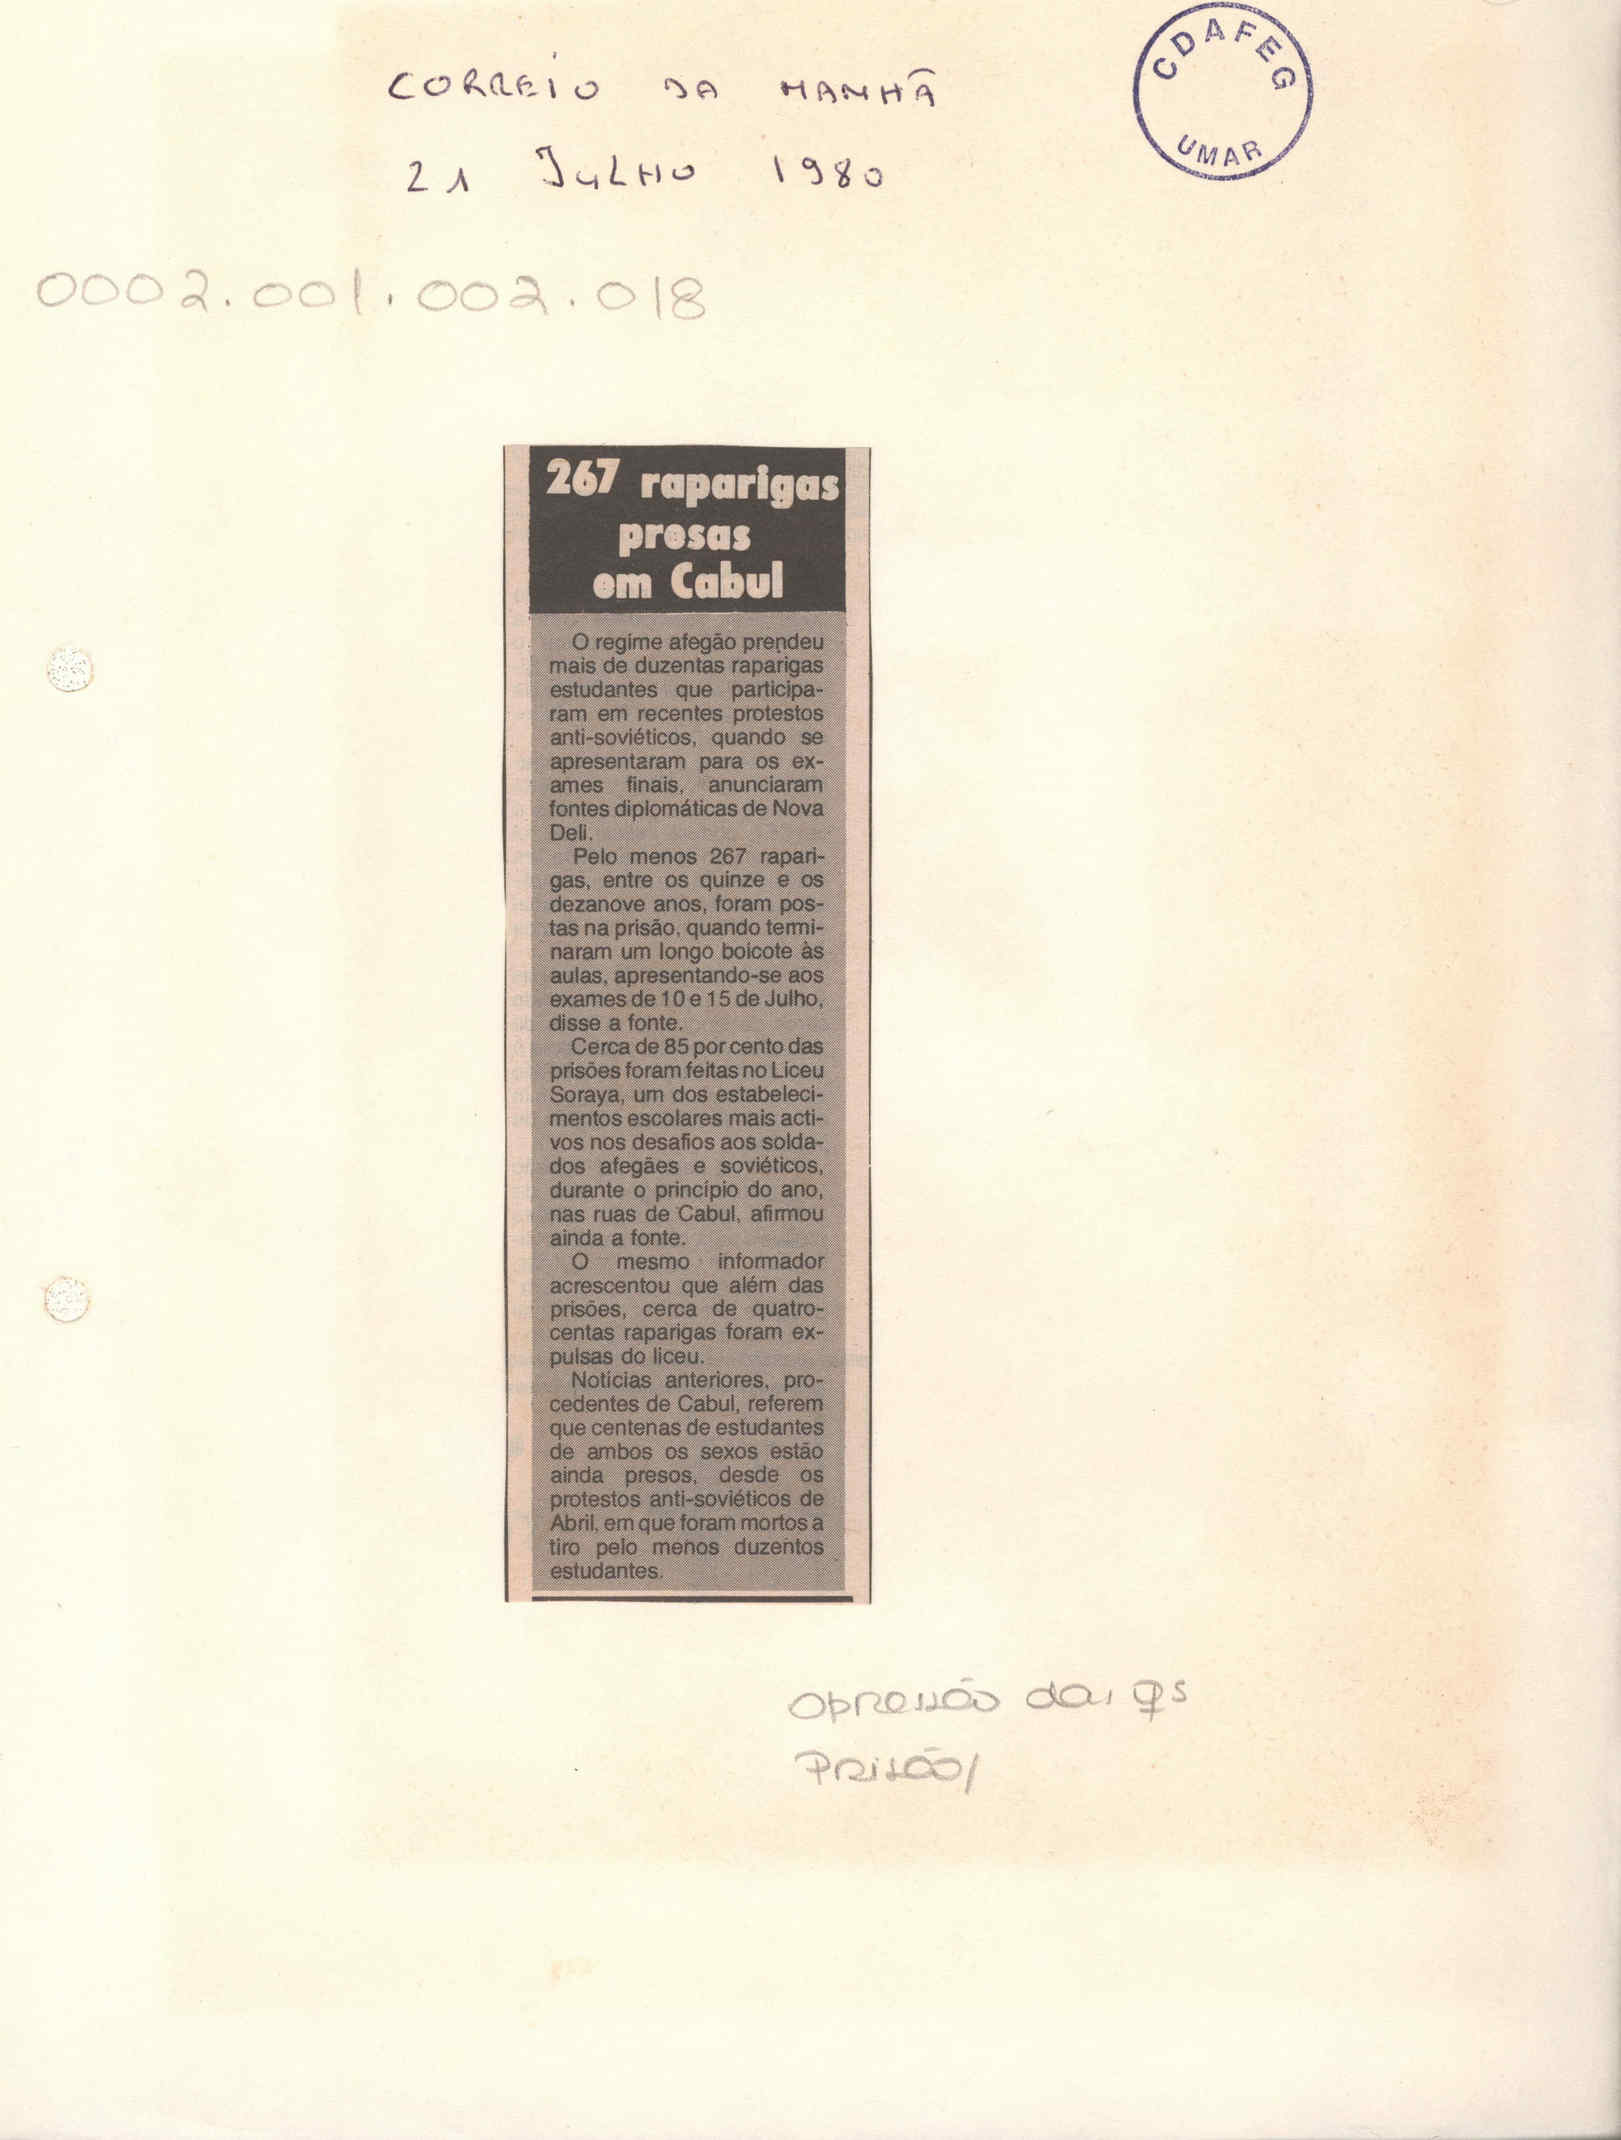 CORREIO DA MANHÃ
CDAFEG
UMAR
21 JULHO 1980
0002.001.002.018
267 raparigas
presas
em Cabul
O regime afegão prendeu
mais de duzentas raparigas
estudantes que participa-
ram em recentes protestos
anti-soviéticos, quando se
apresentaram para os ex-
ames finais, anunciaram
fontes diplomáticas de Nova
Deli.
Pelo menos 267 rapari-
gas, entre os quinze e os
dezanove anos, foram pos-
tas na prisão, quando termi-
naram um longo boicote às
aulas, apresentando-se aos
exames de 10 e 15 de Julho,
disse a fonte.
Cerca de 85 por cento das
prisões foram feitas no Liceu
Soraya, um dos estabeleci-
mentos escolares mais acti-
vos nos desafios aos solda-
dos afegães e soviéticos,
durante o princípio do ano,
nas ruas de Cabul, afirmou
ainda a fonte.
O mesmo informador
acrescentou que além das
prisões, cerca de quatro-
centas raparigas foram ex-
pulsas do liceu.
Notícias anteriores, pro-
cedentes de Cabul, referem
que centenas de estudantes
de ambos os sexos estão
ainda presos, desde os
protestos anti-soviéticos de
Abril, em que foram mortos a
tiro pelo menos duzentos
estudantes.
Opressão das ♀s
Prisão/